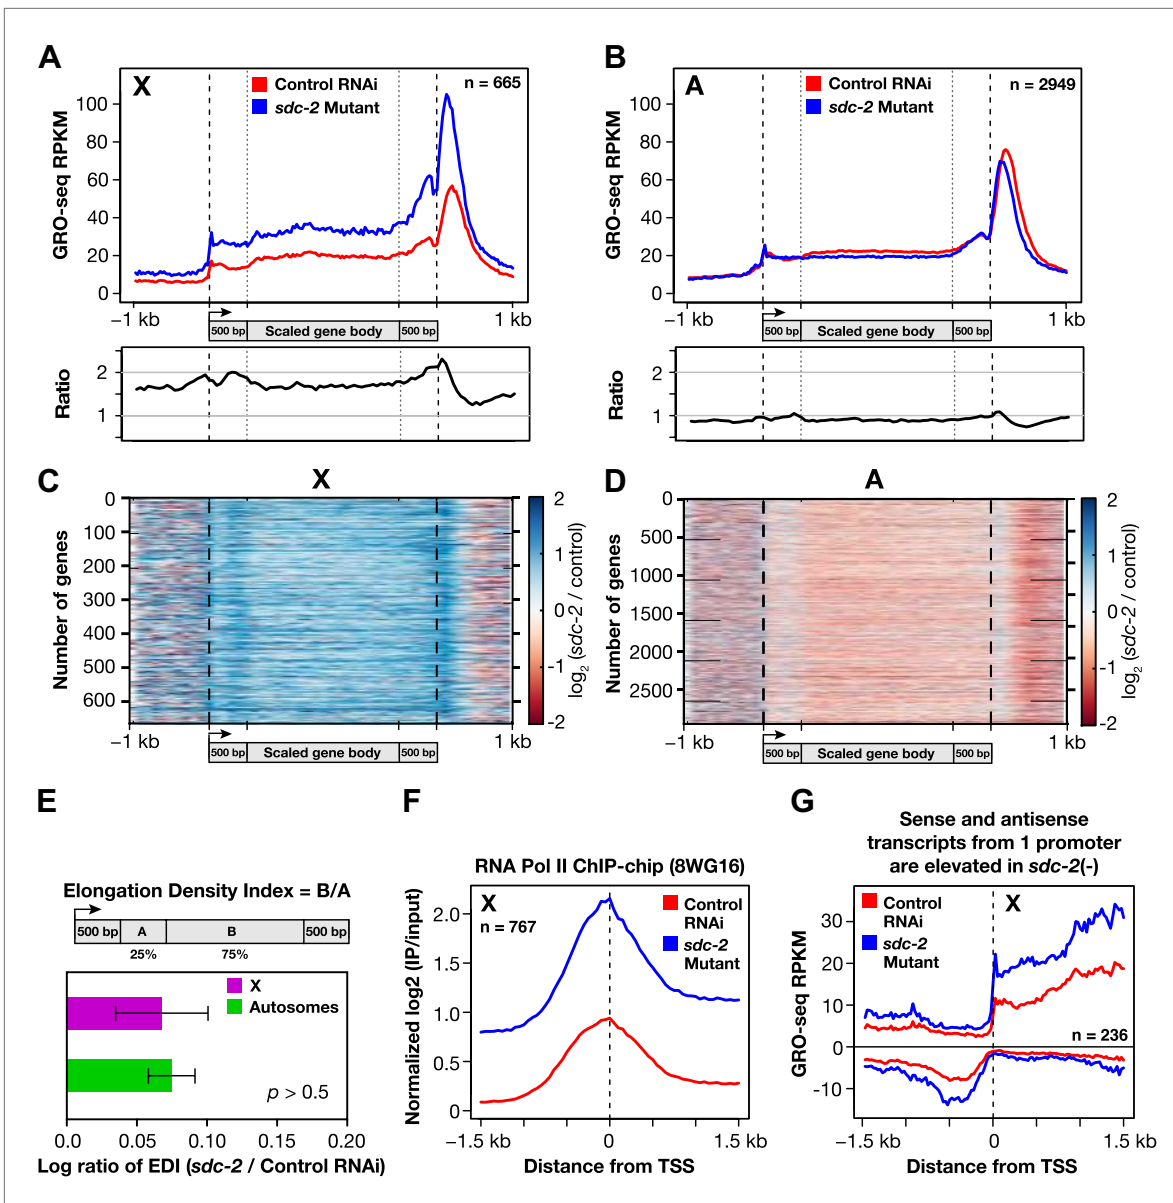 A
X
Control RNAi
sdc-2 Mutant
n = 665
GRO-seq RPKM
100
80
60
40
20
0
−1 kb
1 kb
500 bp
Scaled gene body
500 bp
Ratio
2
1
B
A
Control RNAi
sdc-2 Mutant
n = 2949
GRO-seq RPKM
100
80
60
40
20
0
−1 kb
1 kb
500 bp
Scaled gene body
500 bp
Ratio
2
1
C
X
Number of genes
0
100
200
300
400
500
600
−1 kb
1 kb
500 bp
Scaled gene body
500 bp
2
1
0
-1
-2
log2 (sdc-2 / control)
D
A
Number of genes
0
500
1000
1500
2000
2500
-1 kb
1 kb
500 bp
Scaled gene body
500 bp
2
1
0
-1
-2
log2 (sdc-2 / control)
E
Elongation Density Index = B/A
500 bp
A
B
500 bp
25%
75%
X
Autosomes
p > 0.5
0.0
0.05
0.10
0.15
0.20
Log ratio of EDI (sdc-2 / Control RNAi)
F
RNA Pol II ChIP-chip (8WG16)
X
n = 767
Control
RNAi
sdc-2
Mutant
Normalized log2 (IP/input)
2.0
1.0
0.5
0
−1.5 kb
0
1.5 kb
Distance from TSS
G
Sense and antisense
transcripts from 1 promoter
are elevated in sdc-2(-)
Control
RNAi
sdc-2
Mutant
X
n = 236
GRO-seq RPKM
30
20
10
0
-10
-1.5 kb
0
1.5 kb
Distance from TSS